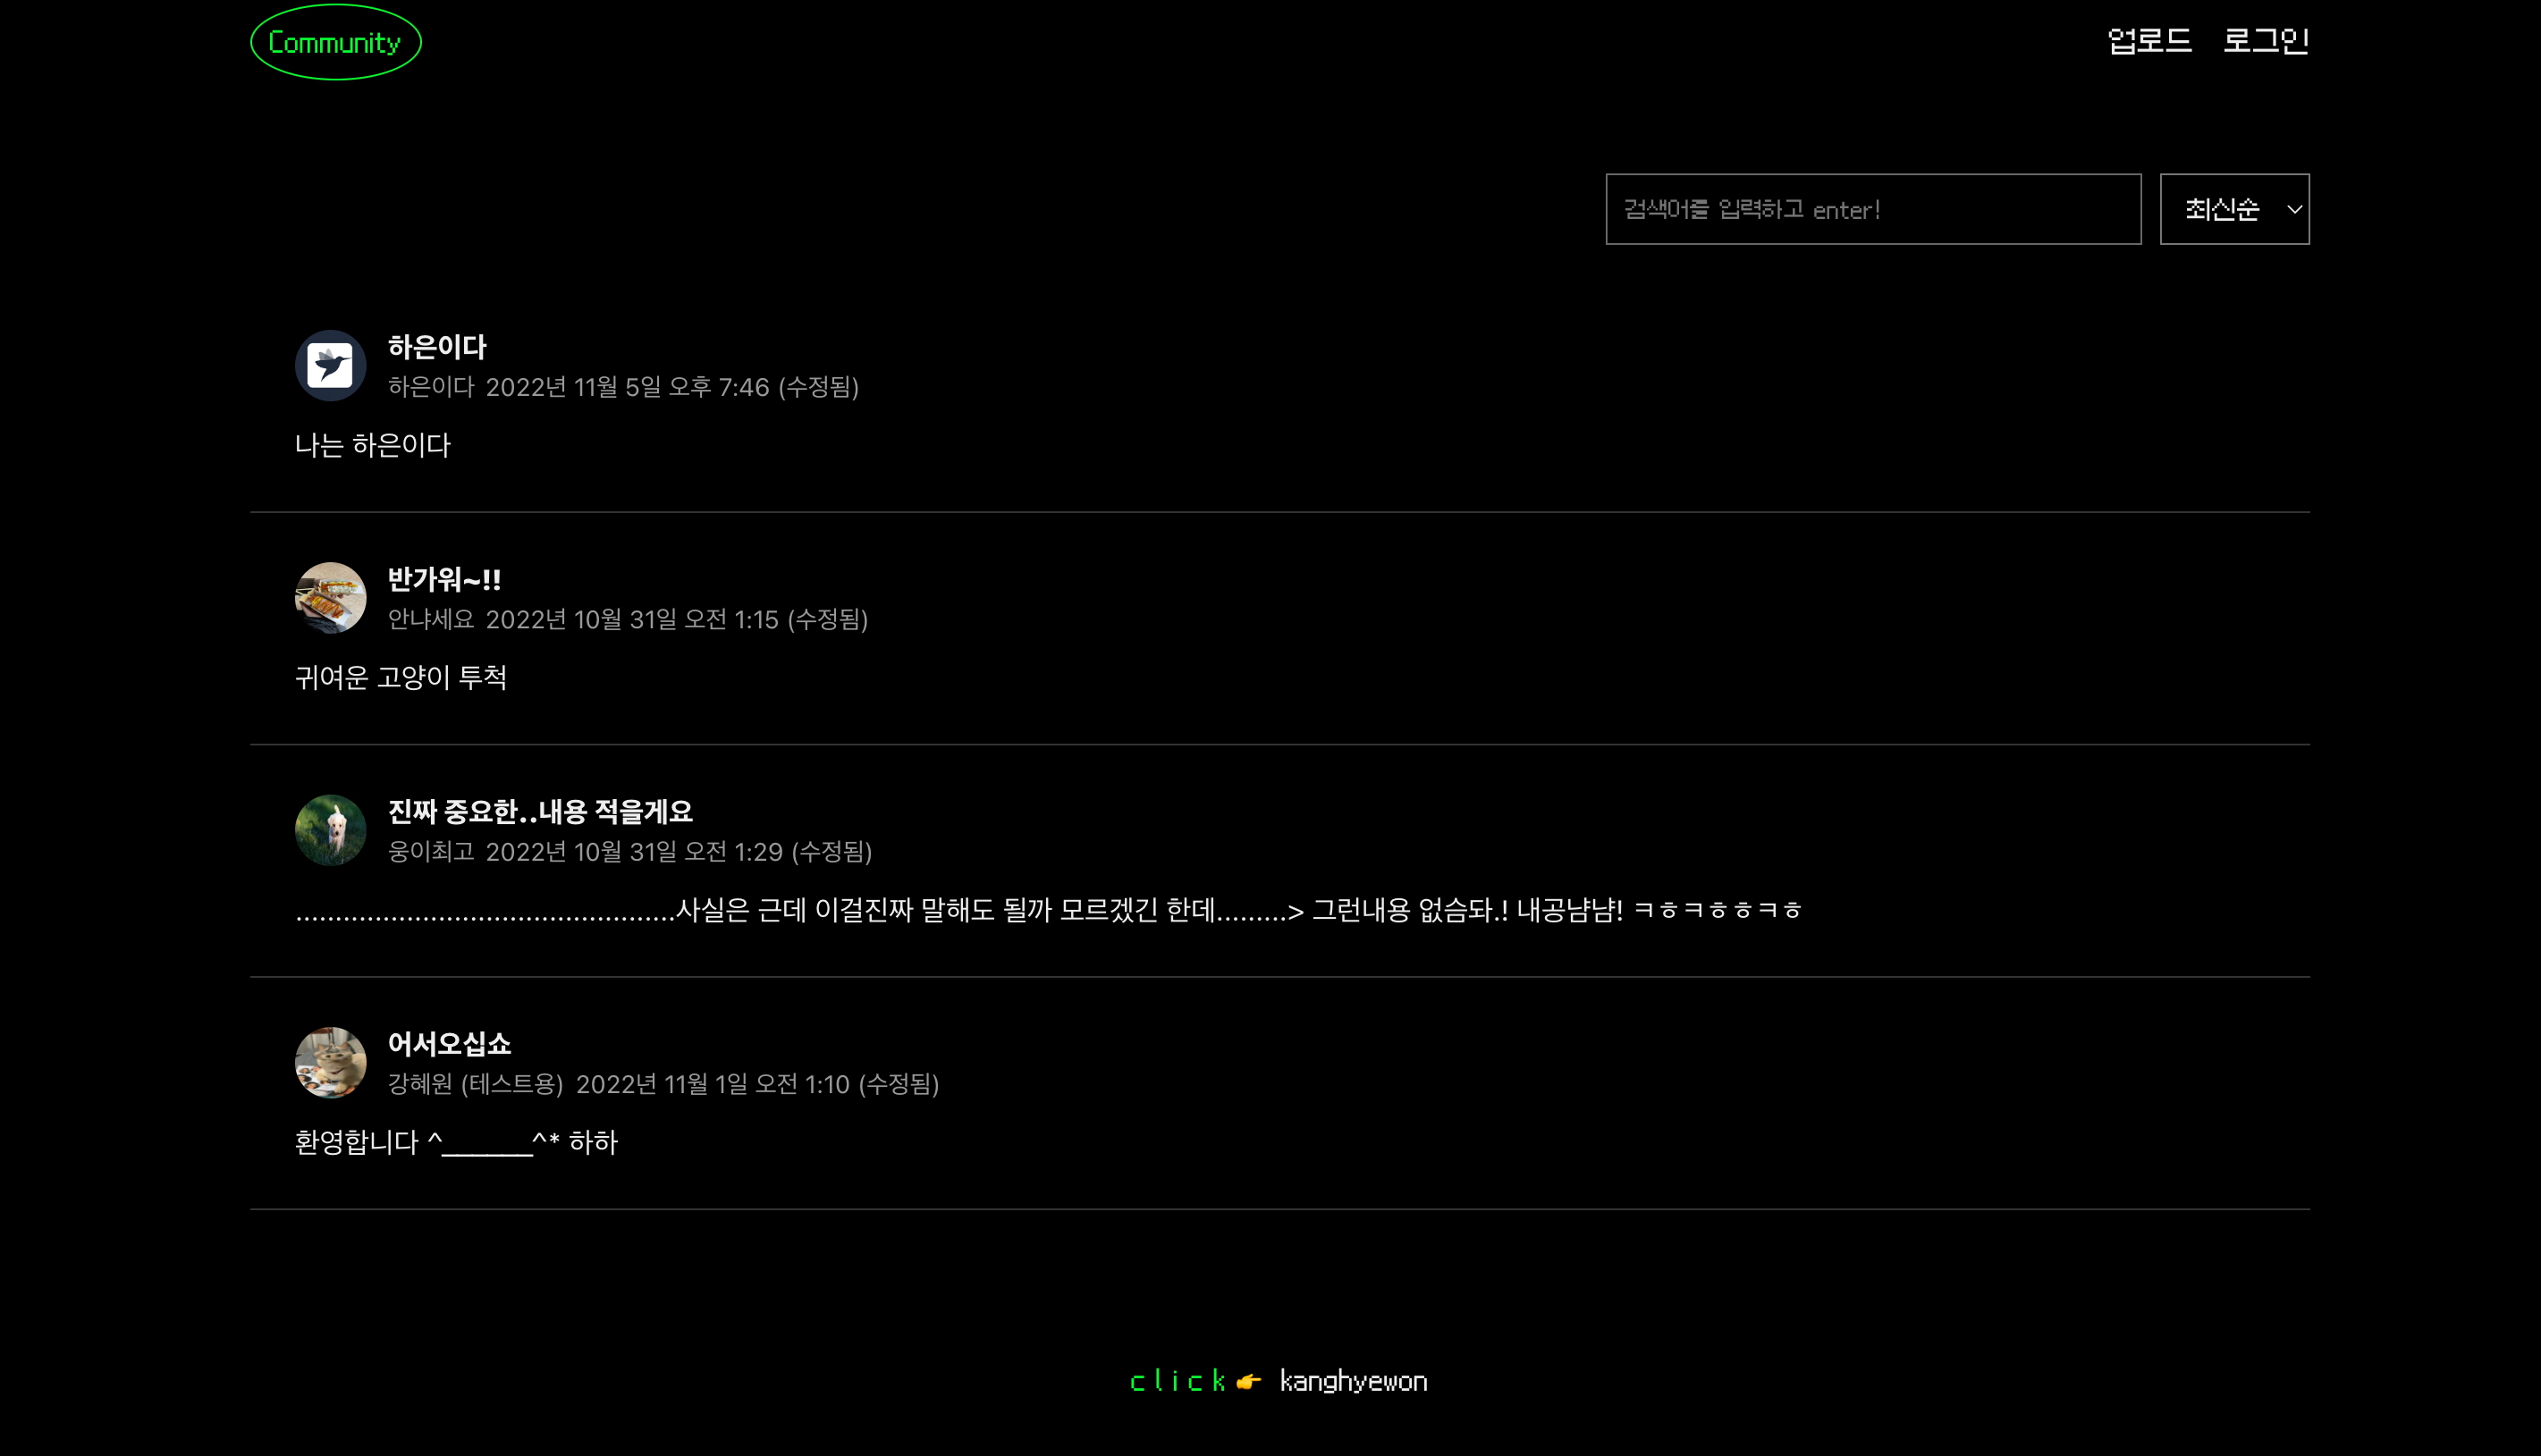 Community
업로드 로그인
검색어를 입력하고 enter!
최신순
하은이다
하은이다 2022년 11월 5일 오후 7:46 (수정됨)
나는 하은이다
반가워~!!
안냐세요 2022년 10월 31일 오전 1:15 (수정됨)
귀여운 고양이 투척
진짜 중요한..내용 적을게요
웅이최고 2022년 10월 31일 오전 1:29 (수정됨)
................................................사실은 근데 이걸진짜 말해도 될까 모르겠긴 한데.........> 그런내용 없슴돠.! 내공냠냠! ㅋㅎㅋㅎㅎㅋㅎ
어서오십쇼
강혜원 (테스트용) 2022년 11월 1일 오전 1:10 (수정됨)
환영합니다 ^______^* 하하
click👉 kanghyewon